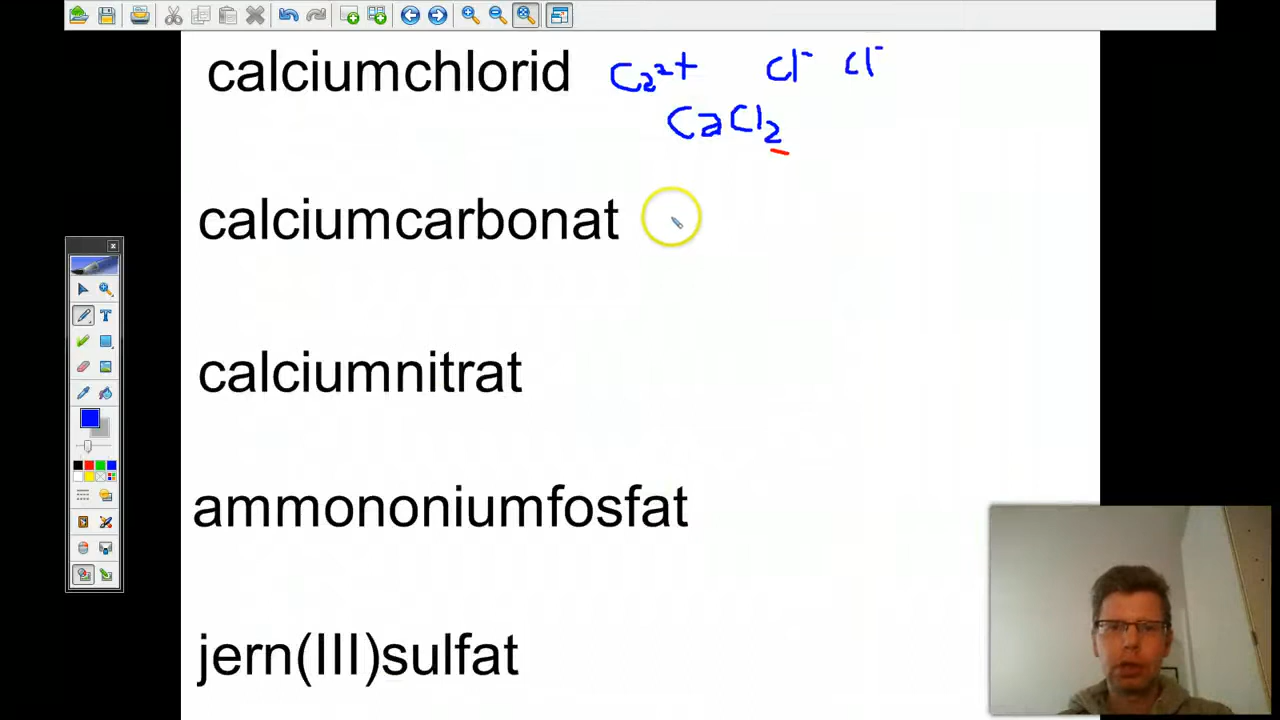 calciumchlorid Ca²⁺ Cl⁻ Cl⁻
CaCl₂
calciumcarbonat
calciumnitrat
ammononiumfosfat
jern(III)sulfat